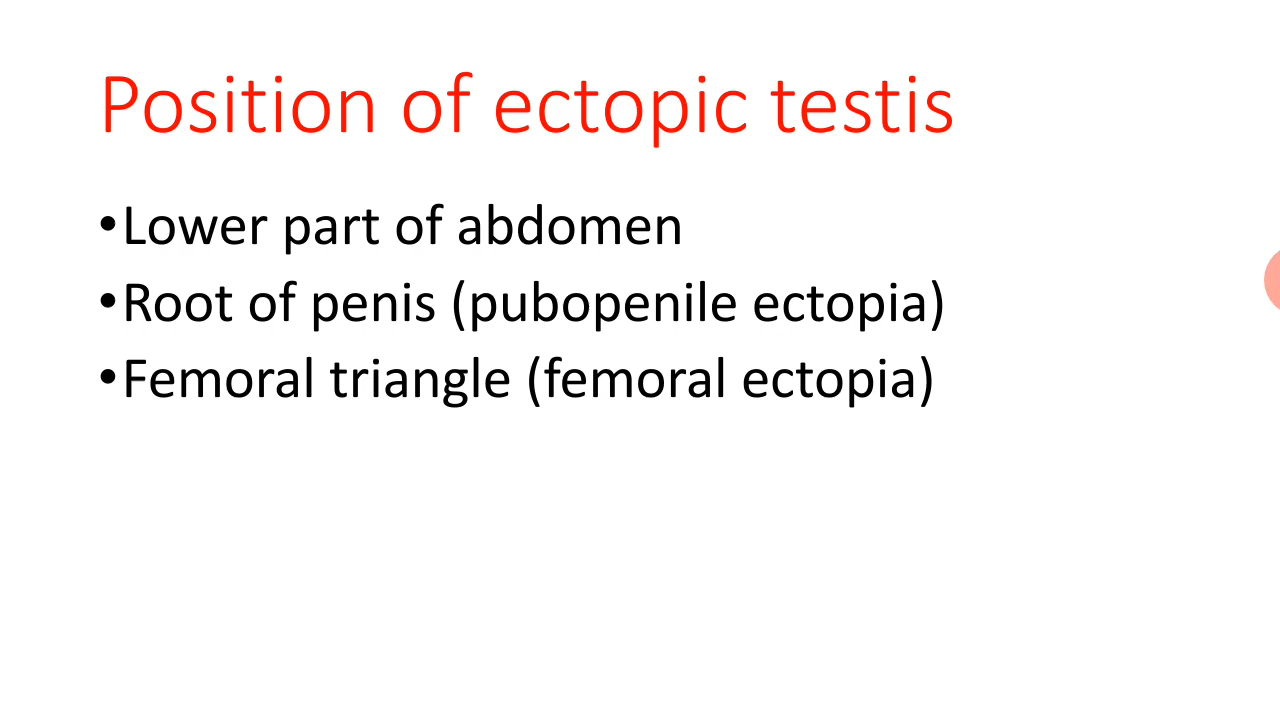 Position of ectopic testis
•Lower part of abdomen
•Root of penis (pubopenile ectopia)
•Femoral triangle (femoral ectopia)